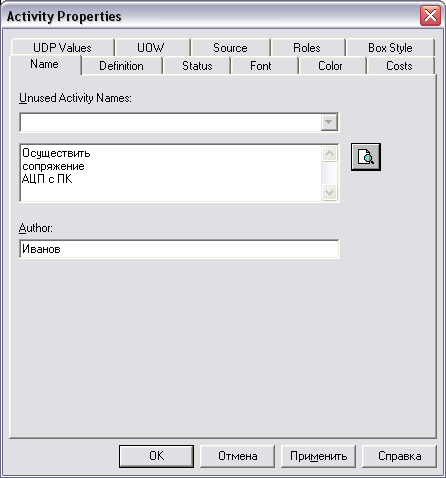 Activity Properties
UDP Values UOW Source Roles Box Style
Name Definition Status Font Color Costs
Unused Activity Names:
Осуществить
сопряжение
АЦП с ПК
Author:
Иванов
OK Отмена Применить Справка